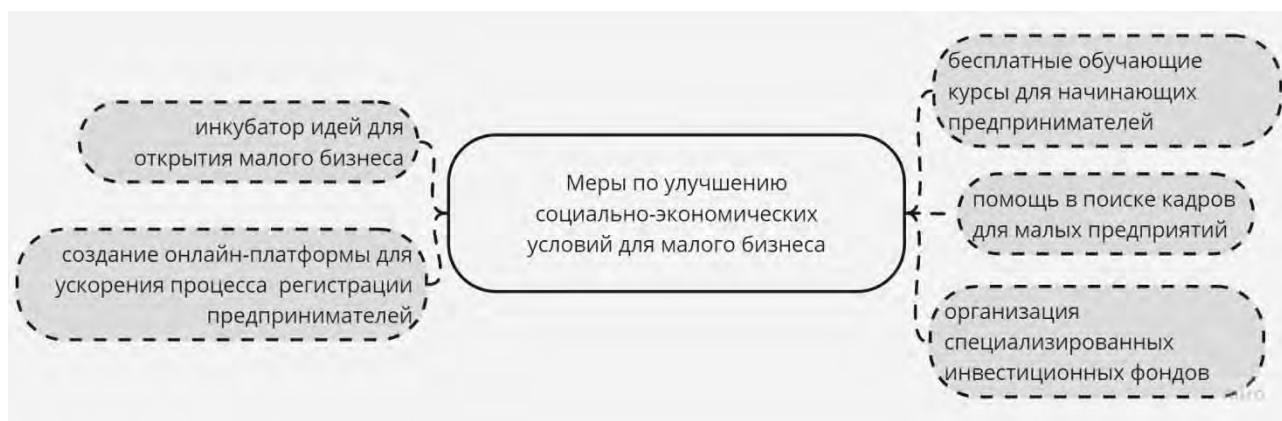 инкубатор идей для
открытия малого бизнеса
создание онлайн-платформы для
ускорения процесса регистрации
предпринимателей
Меры по улучшению
социально-экономических
условий для малого бизнеса
бесплатные обучающие
курсы для начинающих
предпринимателей
помощь в поиске кадров
для малых предприятий
организация
специализированных
инвестиционных фондов
miro